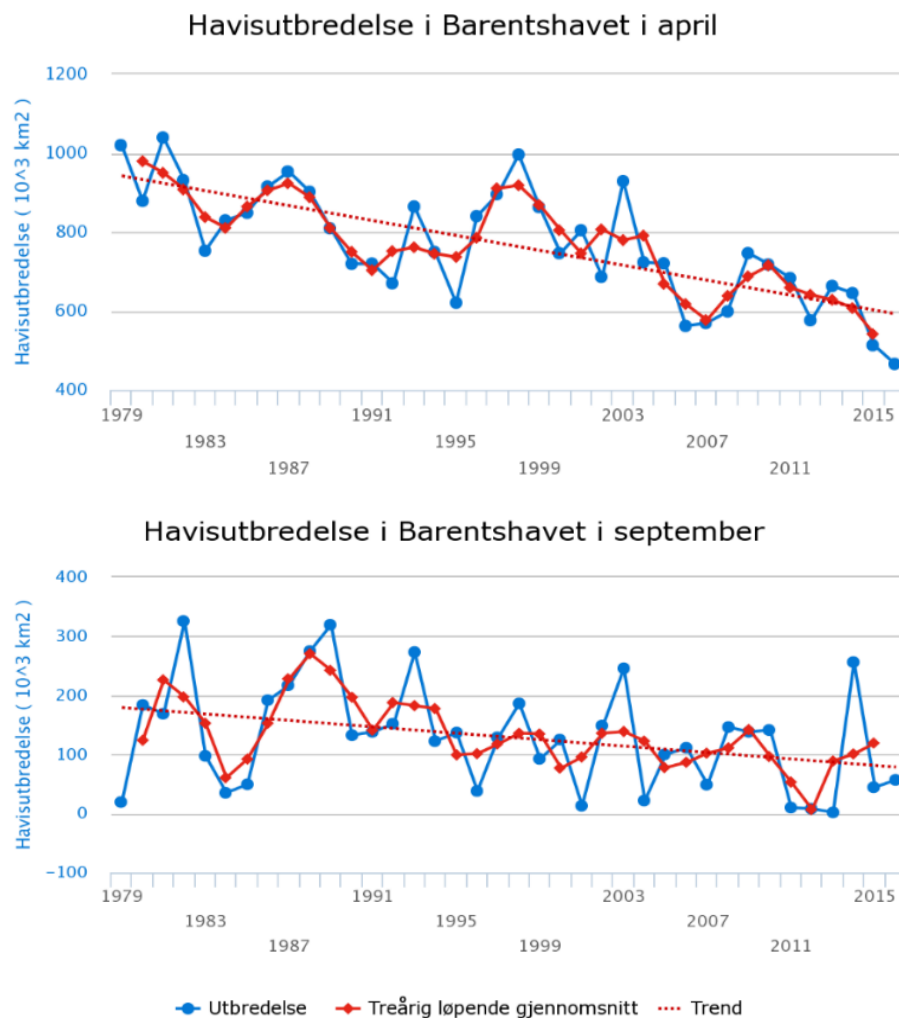 Havisutbredelse i Barentshavet i april
Havisutbredelse ( 10^3 km2 )
1200
1000
800
600
400
1979 1991 2003 2015
1983 1995 2007
1987 1999 2011
Havisutbredelse i Barentshavet i september
Havisutbredelse ( 10^3 km2 )
400
300
200
100
0
−100
1979 1991 2003 2015
1983 1995 2007
1987 1999 2011
Utbredelse Treårig løpende gjennomsnitt Trend